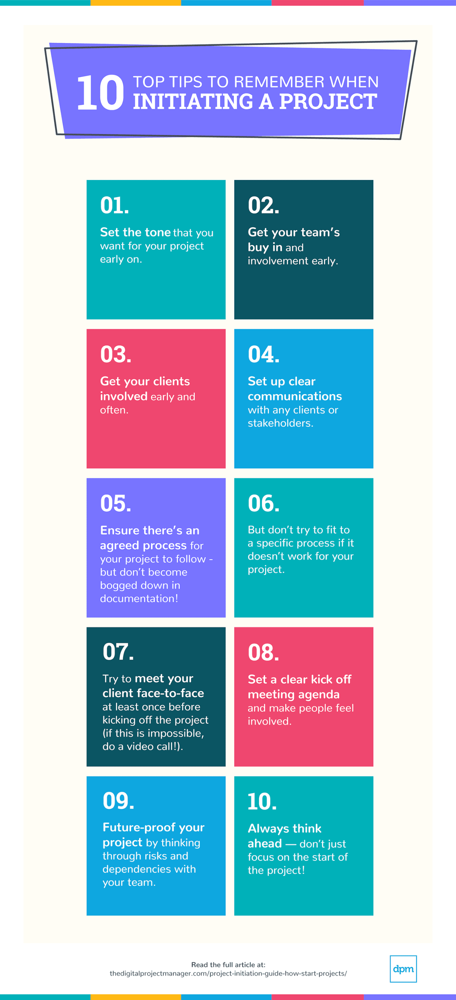 10 TOP TIPS TO REMEMBER WHEN
INITIATING A PROJECT
01.
Set the tone that you
want for your project
early on.
02.
Get your team's
buy in and
involvement early.
03.
Get your clients
involved early and
often.
04.
Set up clear
communications
with any clients or
stakeholders.
05.
Ensure there's an
agreed process for
your project to follow -
but don't become
bogged down in
documentation!
06.
But don't try to fit to
a specific process if it
doesn't work for your
project.
07.
Try to meet your
client face-to-face
at least once before
kicking off the project
(if this is impossible,
do a video call!).
08.
Set a clear kick off
meeting agenda
and make people feel
involved.
09.
Future-proof your
project by thinking
through risks and
dependencies with
your team.
10.
Always think
ahead — don't just
focus on the start of
the project!
Read the full article at:
thedigitalprojectmanager.com/project-initiation-guide-how-start-projects/
dpm